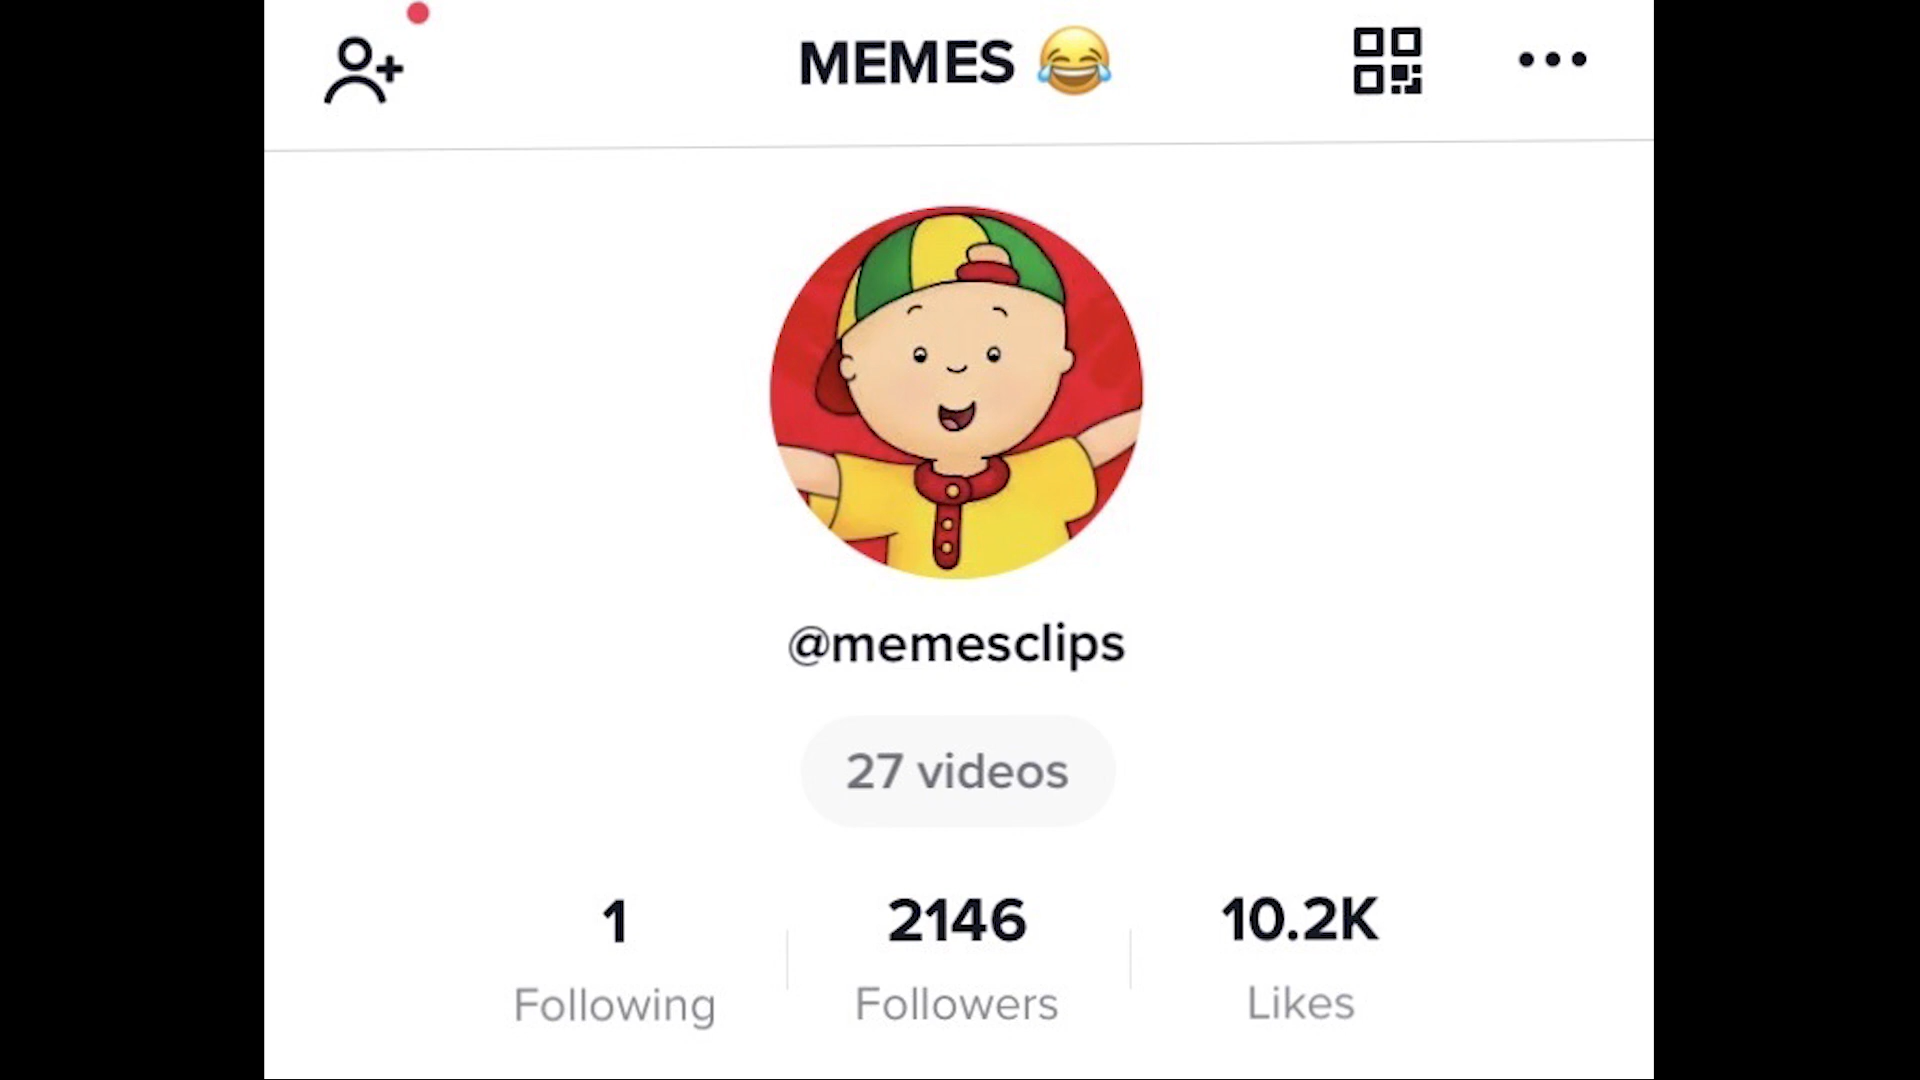 MEMES 😂
@memesclips
27 videos
1 2146 10.2K
Following Followers Likes